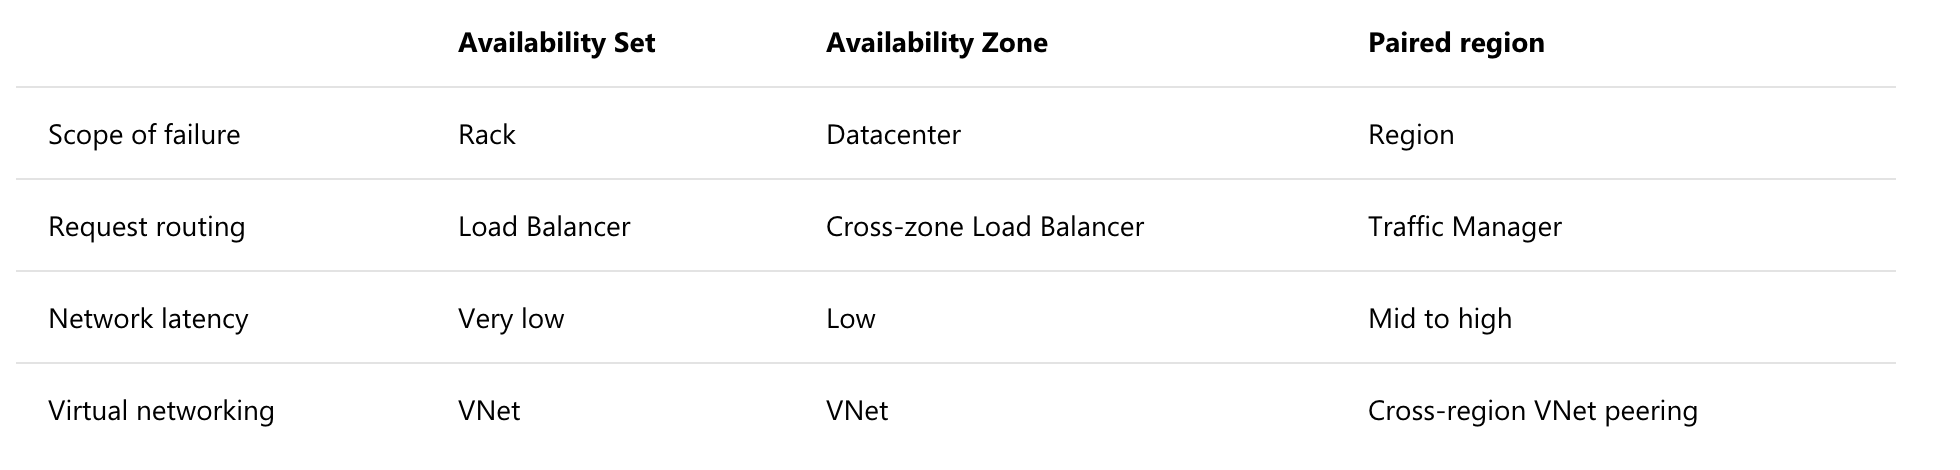 Availability Set Availability Zone Paired region
Scope of failure Rack Datacenter Region
Request routing Load Balancer Cross-zone Load Balancer Traffic Manager
Network latency Very low Low Mid to high
Virtual networking VNet VNet Cross-region VNet peering